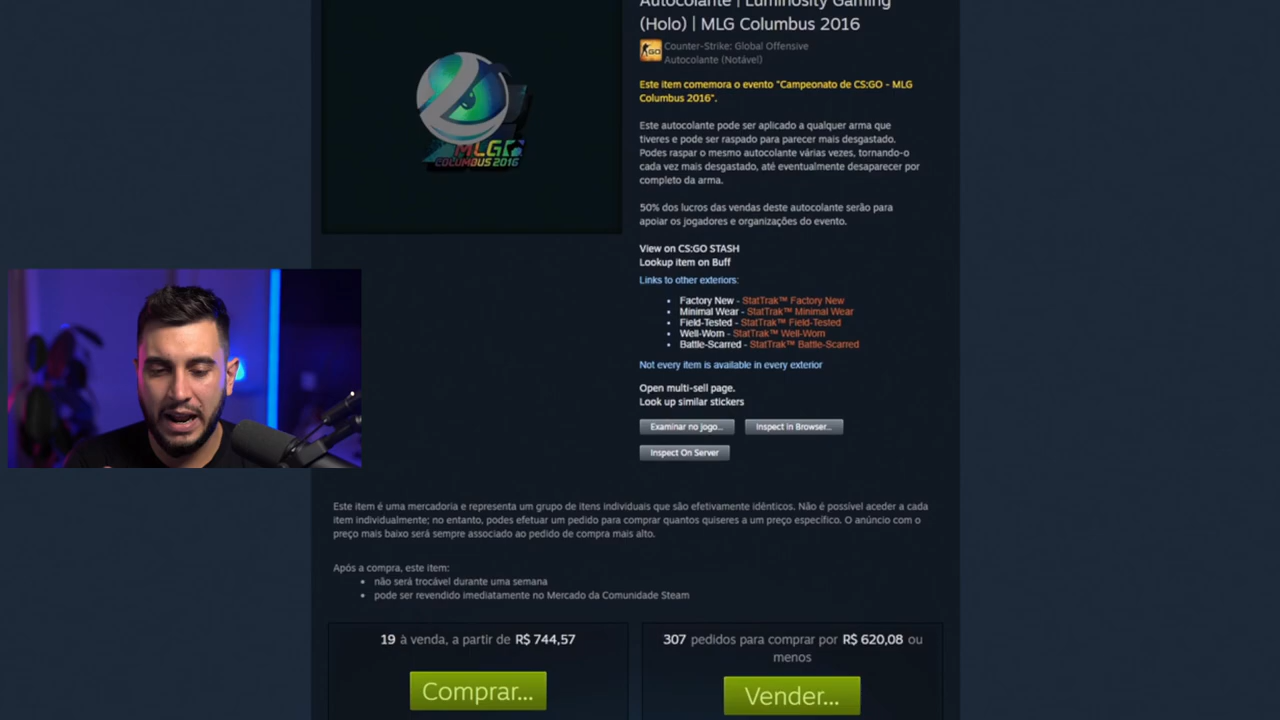 Autocolante | Luminosity Gaming
(Holo) | MLG Columbus 2016
GO
Counter-Strike: Global Offensive
Autocolante (Notável)
Este item comemora o evento "Campeonato de CS:GO - MLG
Columbus 2016".
Este autocolante pode ser aplicado a qualquer arma que
tiveres e pode ser raspado para parecer mais desgastado.
Podes raspar o mesmo autocolante várias vezes, tornando-o
cada vez mais desgastado, até eventualmente desaparecer por
completo da arma.
50% dos lucros das vendas deste autocolante serão para
apoiar os jogadores e organizações do evento.
View on CS:GO STASH
Lookup item on Buff
Links to other exteriors:
• Factory New - StatTrak™ Factory New
• Minimal Wear - StatTrak™ Minimal Wear
• Field-Tested - StatTrak™ Field-Tested
• Well-Worn - StatTrak™ Well-Worn
• Battle-Scarred - StatTrak™ Battle-Scarred
Not every item is available in every exterior
Open multi-sell page.
Look up similar stickers
Examinar no jogo... Inspect in Browser...
Inspect On Server
MLG
COLUMBUS 2016
Este item é uma mercadoria e representa um grupo de itens individuais que são efetivamente idênticos. Não é possível aceder a cada
item individualmente; no entanto, podes efetuar um pedido para comprar quantos quiseres a um preço específico. O anúncio com o
preço mais baixo será sempre associado ao pedido de compra mais alto.
Após a compra, este item:
• não será trocável durante uma semana
• pode ser revendido imediatamente no Mercado da Comunidade Steam
19 à venda, a partir de R$ 744,57
Comprar...
307 pedidos para comprar por R$ 620,08 ou
menos
Vender...